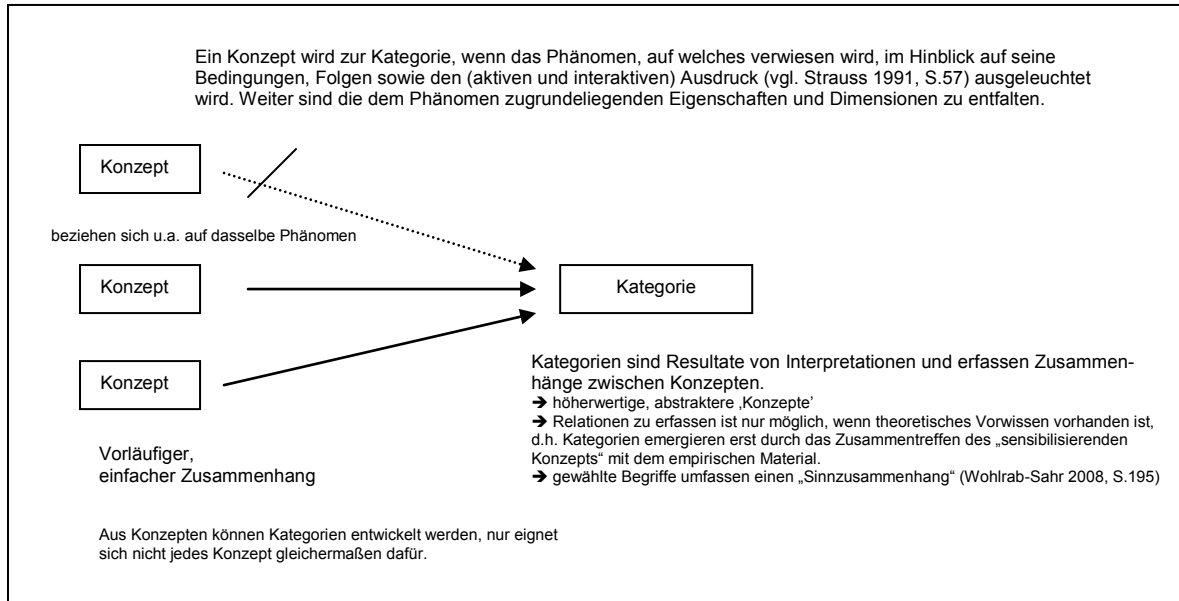 Ein Konzept wird zur Kategorie, wenn das Phänomen, auf welches verwiesen wird, im Hinblick auf seine
Bedingungen, Folgen sowie den (aktiven und interaktiven) Ausdruck (vgl. Strauss 1991, S.57) ausgeleuchtet
wird. Weiter sind die dem Phänomen zugrundeliegenden Eigenschaften und Dimensionen zu entfalten.
Konzept
beziehen sich u.a. auf dasselbe Phänomen
Konzept
Kategorie
Konzept
Kategorien sind Resultate von Interpretationen und erfassen Zusammen-
hänge zwischen Konzepten.
➔ höherwertige, abstraktere ‚Konzepte’
➔ Relationen zu erfassen ist nur möglich, wenn theoretisches Vorwissen vorhanden ist,
d.h. Kategorien emergieren erst durch das Zusammentreffen des „sensibilisierenden
Konzepts“ mit dem empirischen Material.
➔ gewählte Begriffe umfassen einen „Sinnzusammenhang“ (Wohlrab-Sahr 2008, S.195)
Vorläufiger,
einfacher Zusammenhang
Aus Konzepten können Kategorien entwickelt werden, nur eignet
sich nicht jedes Konzept gleichermaßen dafür.